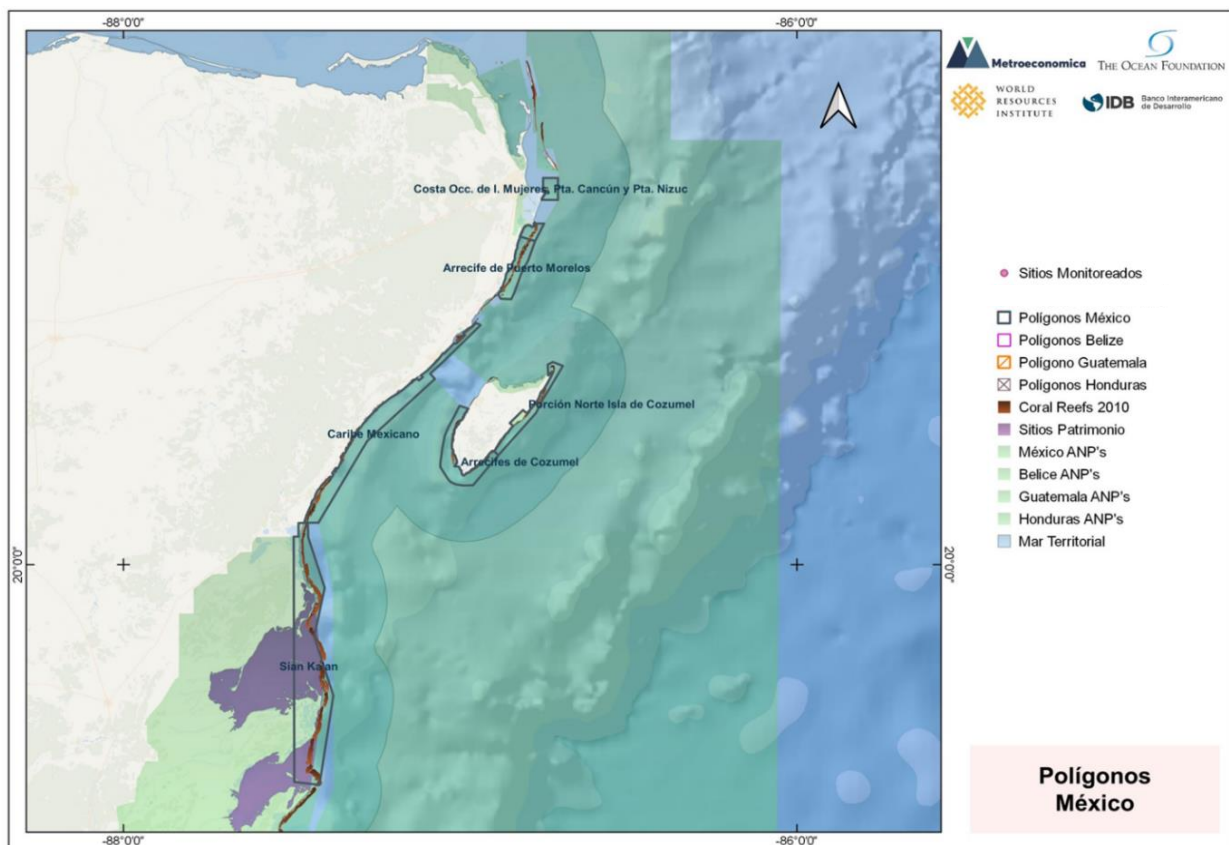 -88°0'0"
-86°0'0"
Metroeconomica
THE OCEAN FOUNDATION
WORLD
RESOURCES
INSTITUTE
IDB
Banco Interamericano
de Desarrollo
Costa Occ. de I. Mujeres, Pta. Cancún y Pta. Nizuc
Arrecife de Puerto Morelos
Porción Norte Isla de Cozumel
Caribe Mexicano
Arrecifes de Cozumel
20°0'0"
20°0'0"
Sian Ka'an
Sitios Monitoreados
Polígonos México
Polígonos Belize
Polígono Guatemala
Polígonos Honduras
Coral Reefs 2010
Sitios Patrimonio
México ANP's
Belice ANP's
Guatemala ANP's
Honduras ANP's
Mar Territorial
Polígonos
México
-88°0'0"
-86°0'0"